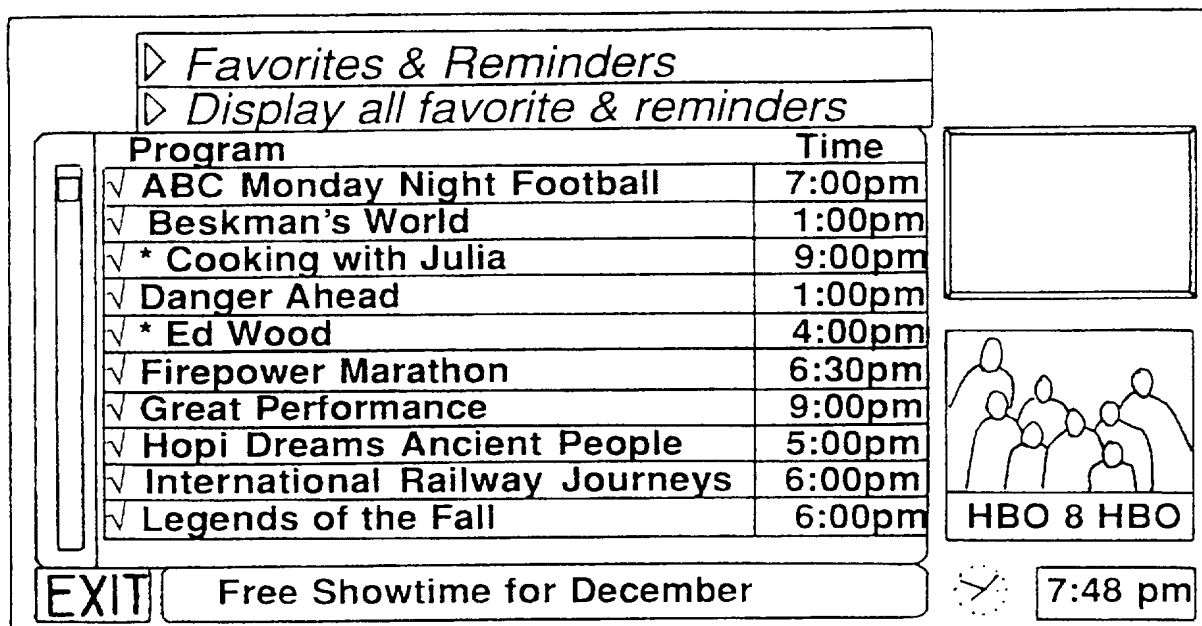 ▷ Favorites & Reminders
▷ Display all favorite & reminders
Program Time
√ ABC Monday Night Football 7:00pm
√ Beskman's World 1:00pm
√ * Cooking with Julia 9:00pm
√ Danger Ahead 1:00pm
√ * Ed Wood 4:00pm
√ Firepower Marathon 6:30pm
√ Great Performance 9:00pm
√ Hopi Dreams Ancient People 5:00pm
√ International Railway Journeys 6:00pm
√ Legends of the Fall 6:00pm
HBO 8 HBO
EXIT Free Showtime for December 7:48 pm